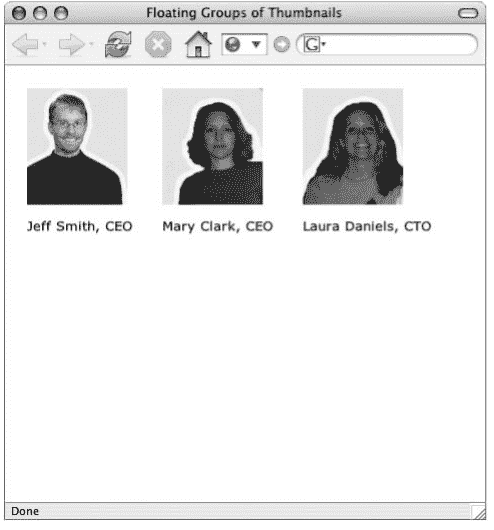 Floating Groups of Thumbnails
G
Jeff Smith, CEO
Mary Clark, CEO
Laura Daniels, CTO
Done